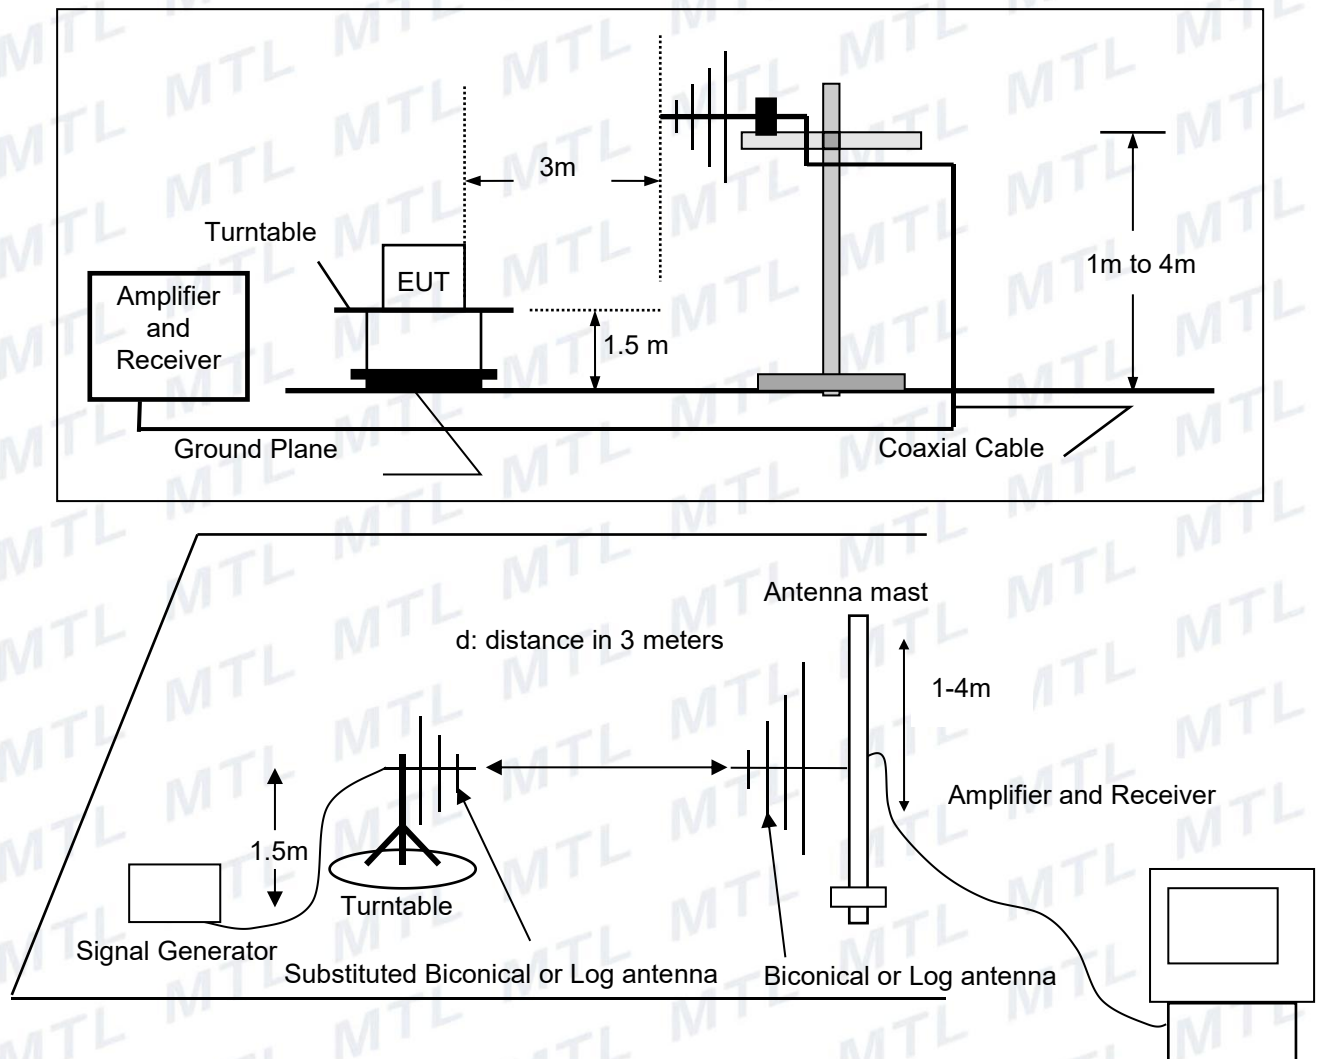 3m
Turntable
EUT
1m to 4m
Amplifier
and
Receiver
1.5 m
Ground Plane
Coaxial Cable
Antenna mast
d: distance in 3 meters
1-4m
Amplifier and Receiver
1.5m
Turntable
Signal Generator
Substituted Biconical or Log antenna
Biconical or Log antenna
MTL